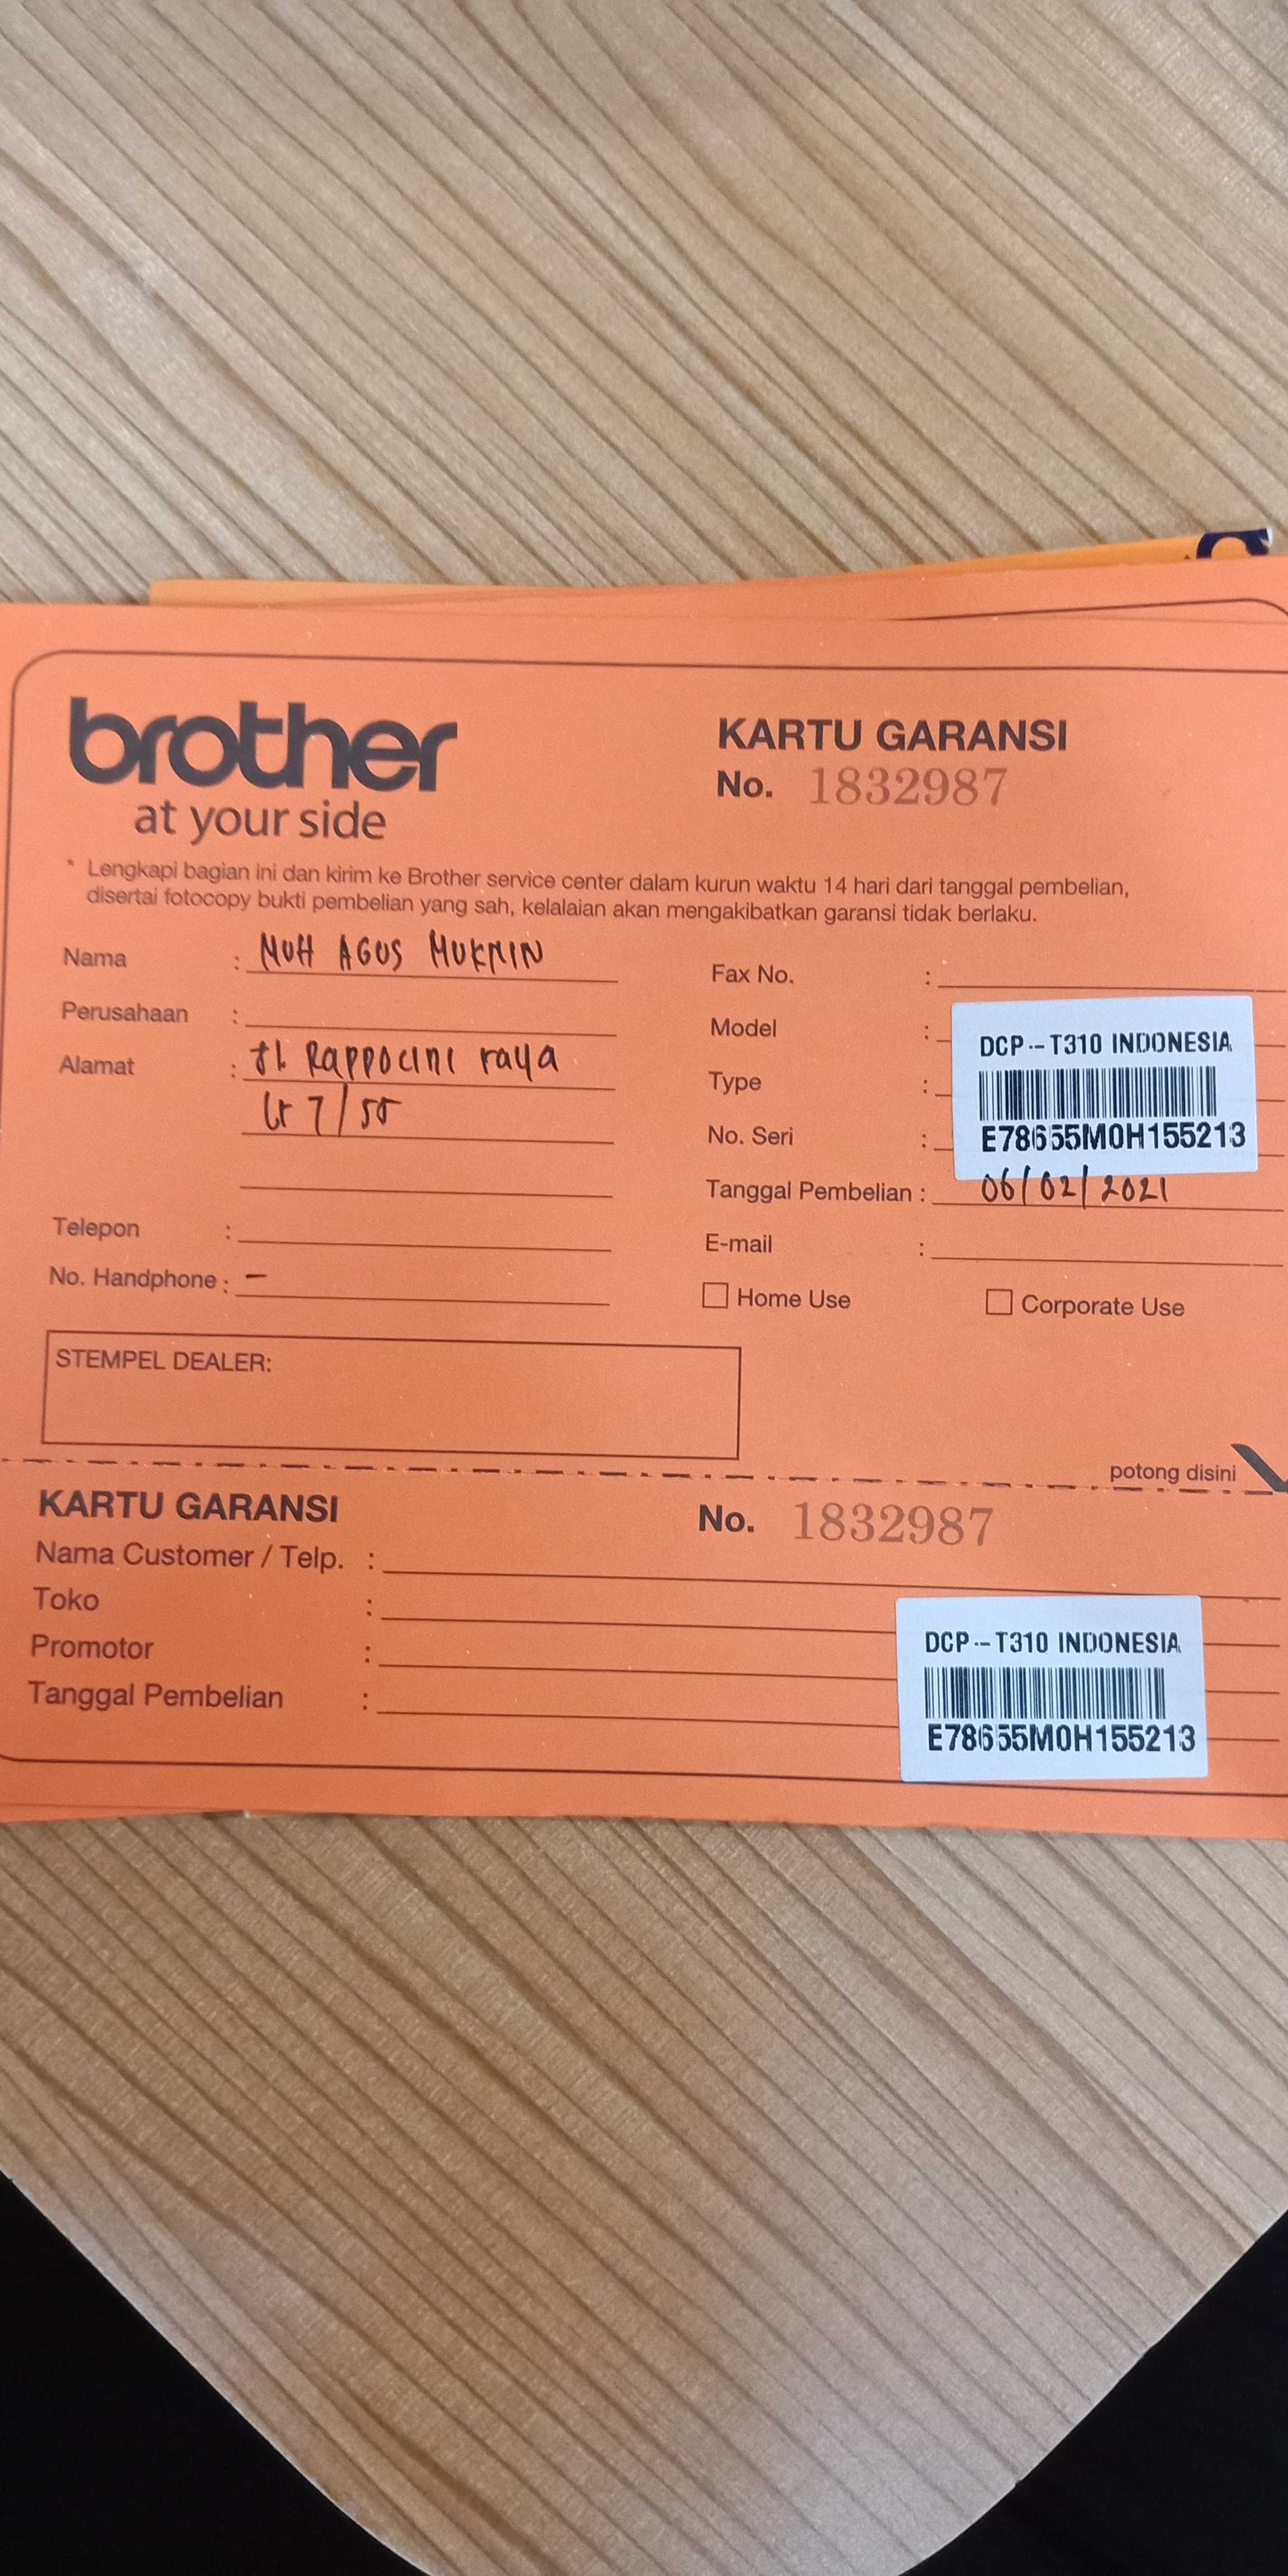 brother
at your side
KARTU GARANSI
No. 1832987
* Lengkapi bagian ini dan kirim ke Brother service center dalam kurun waktu 14 hari dari tanggal pembelian,
disertai fotocopy bukti pembelian yang sah, kelalaian akan mengakibatkan garansi tidak berlaku.
Nama : MUH AGUS MUKMIN
Perusahaan :
Alamat : Jl. Rappocini raya
Lr 7/55
Telepon :
No. Handphone : –
Fax No. :
Model :
Type :
No. Seri :
DCP-T310 INDONESIA
E78655M0H155213
Tanggal Pembelian : 06/02/2021
E-mail :
Home Use
Corporate Use
STEMPEL DEALER:
potong disini
KARTU GARANSI
No. 1832987
Nama Customer / Telp. :
Toko :
Promotor :
Tanggal Pembelian :
DCP-T310 INDONESIA
E78655M0H155213